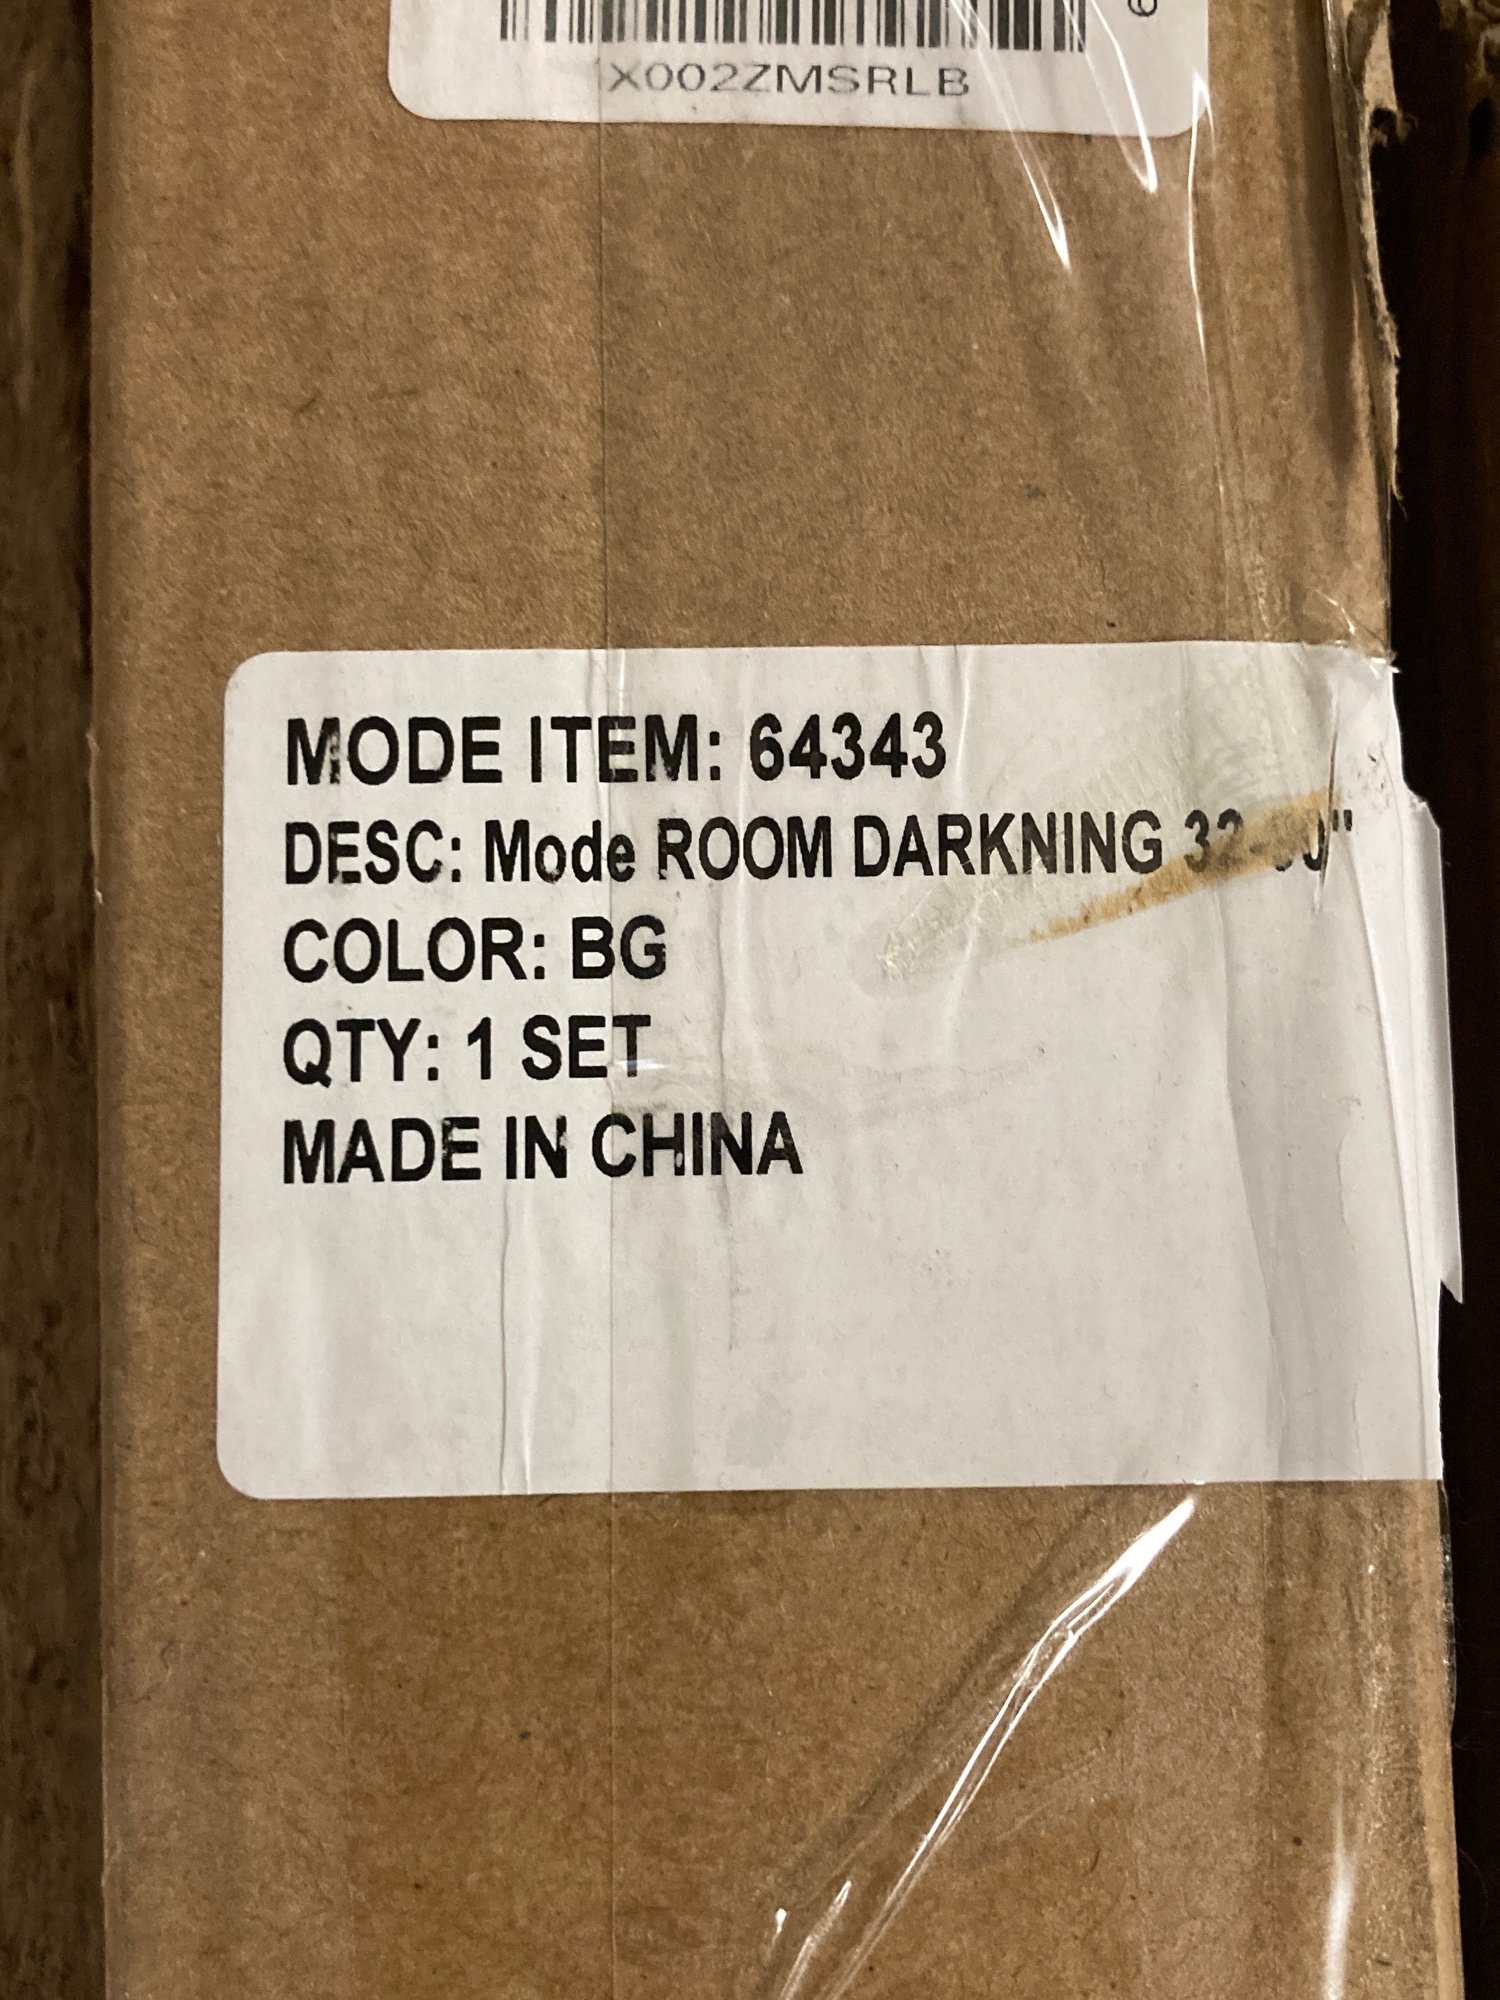 X002ZMSRLB
MODE ITEM: 64343
DESC: Mode ROOM DARKNING
COLOR: BG
QTY: 1 SET
MADE IN CHINA